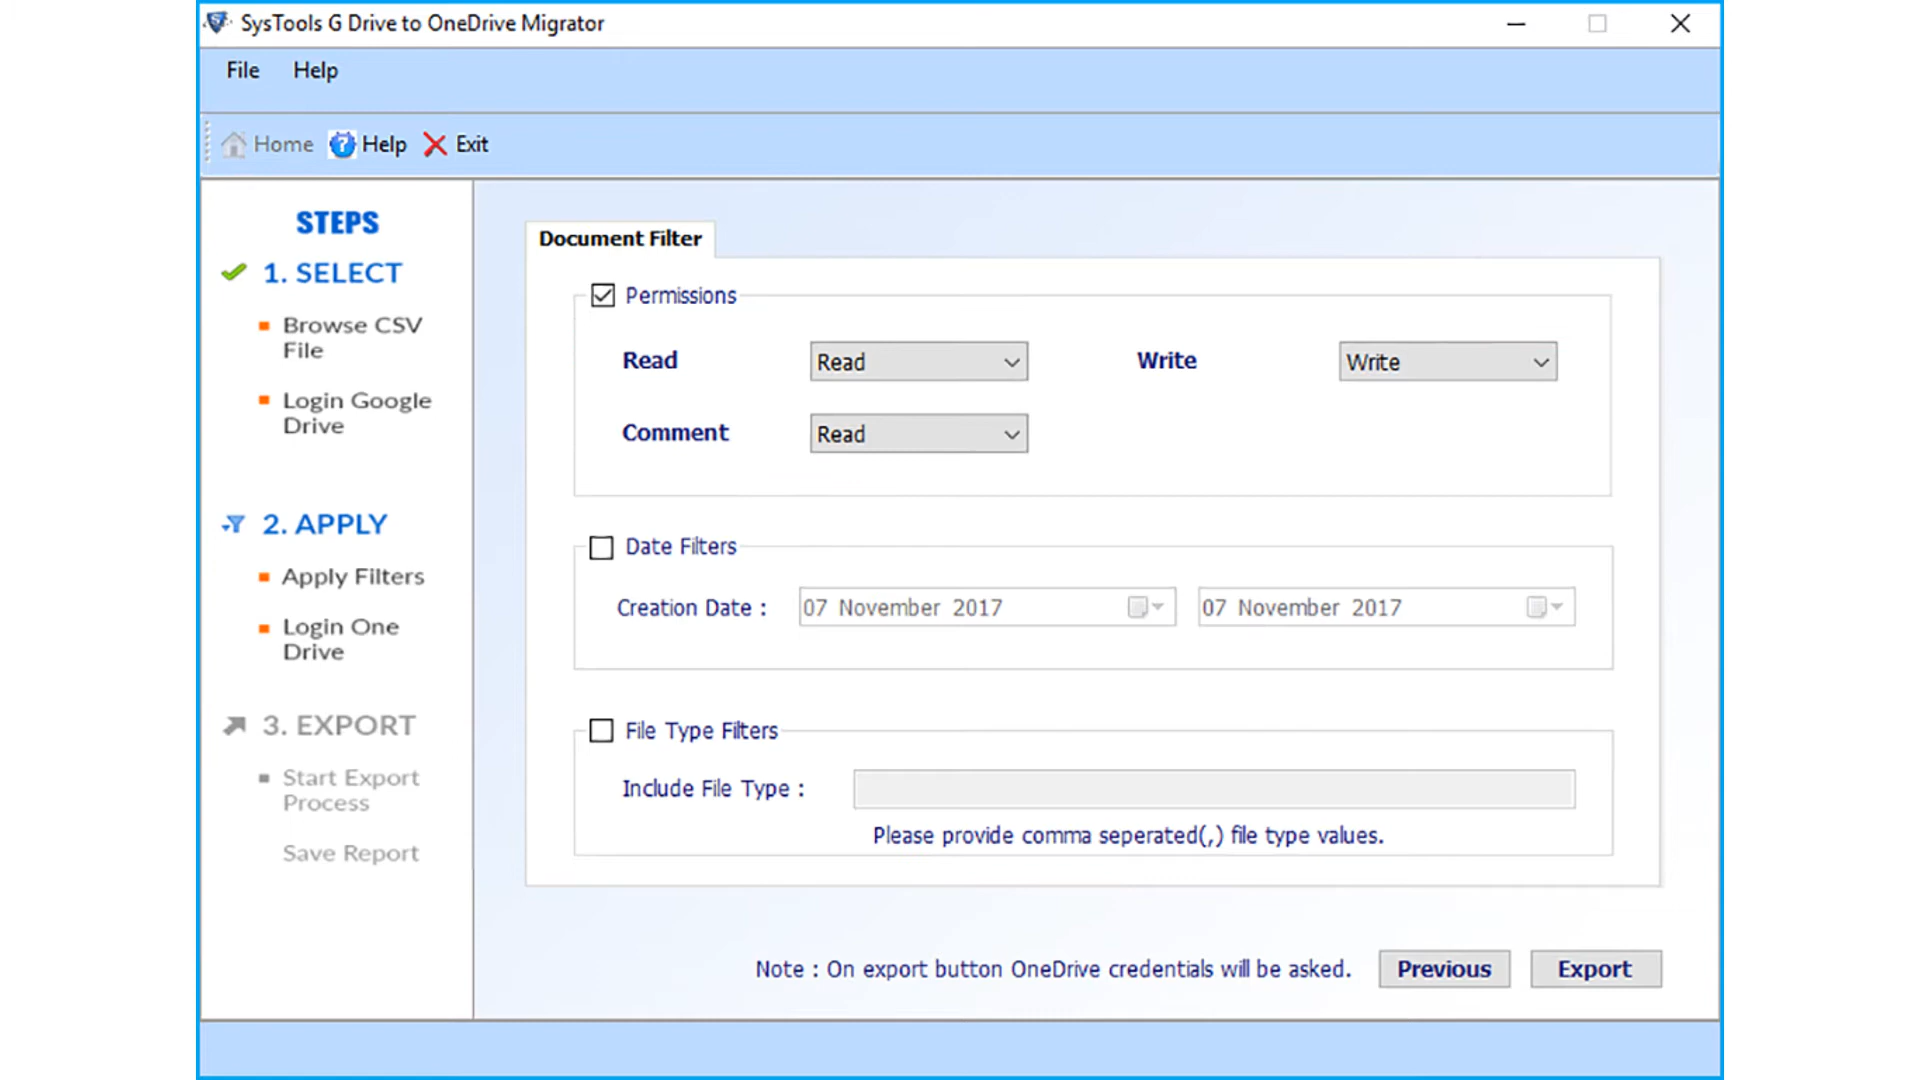 SysTools G Drive to OneDrive Migrator
File Help
Home Help Exit
STEPS
1. SELECT
Browse CSV
File
Login Google
Drive
2. APPLY
Apply Filters
Login One
Drive
3. EXPORT
Start Export
Process
Save Report
Document Filter
Permissions
Read Read Write Write
Comment Read
Date Filters
Creation Date : 07 November 2017 07 November 2017
File Type Filters
Include File Type :
Please provide comma seperated(,) file type values.
Note : On export button OneDrive credentials will be asked. Previous Export